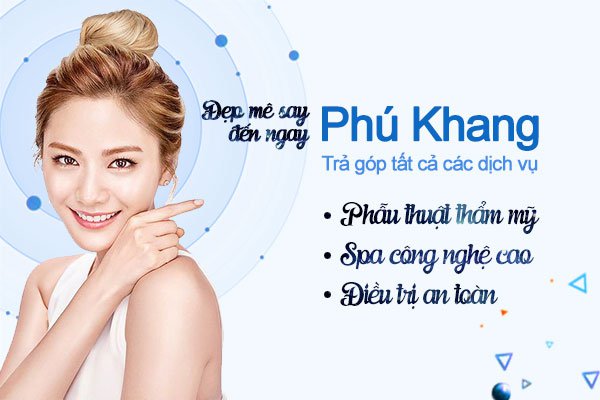 Đẹp mê say
đến ngay
Phú Khang
Trả góp tất cả các dịch vụ
• Phẫu thuật thẩm mỹ
• Spa công nghệ cao
• Điều trị an toàn